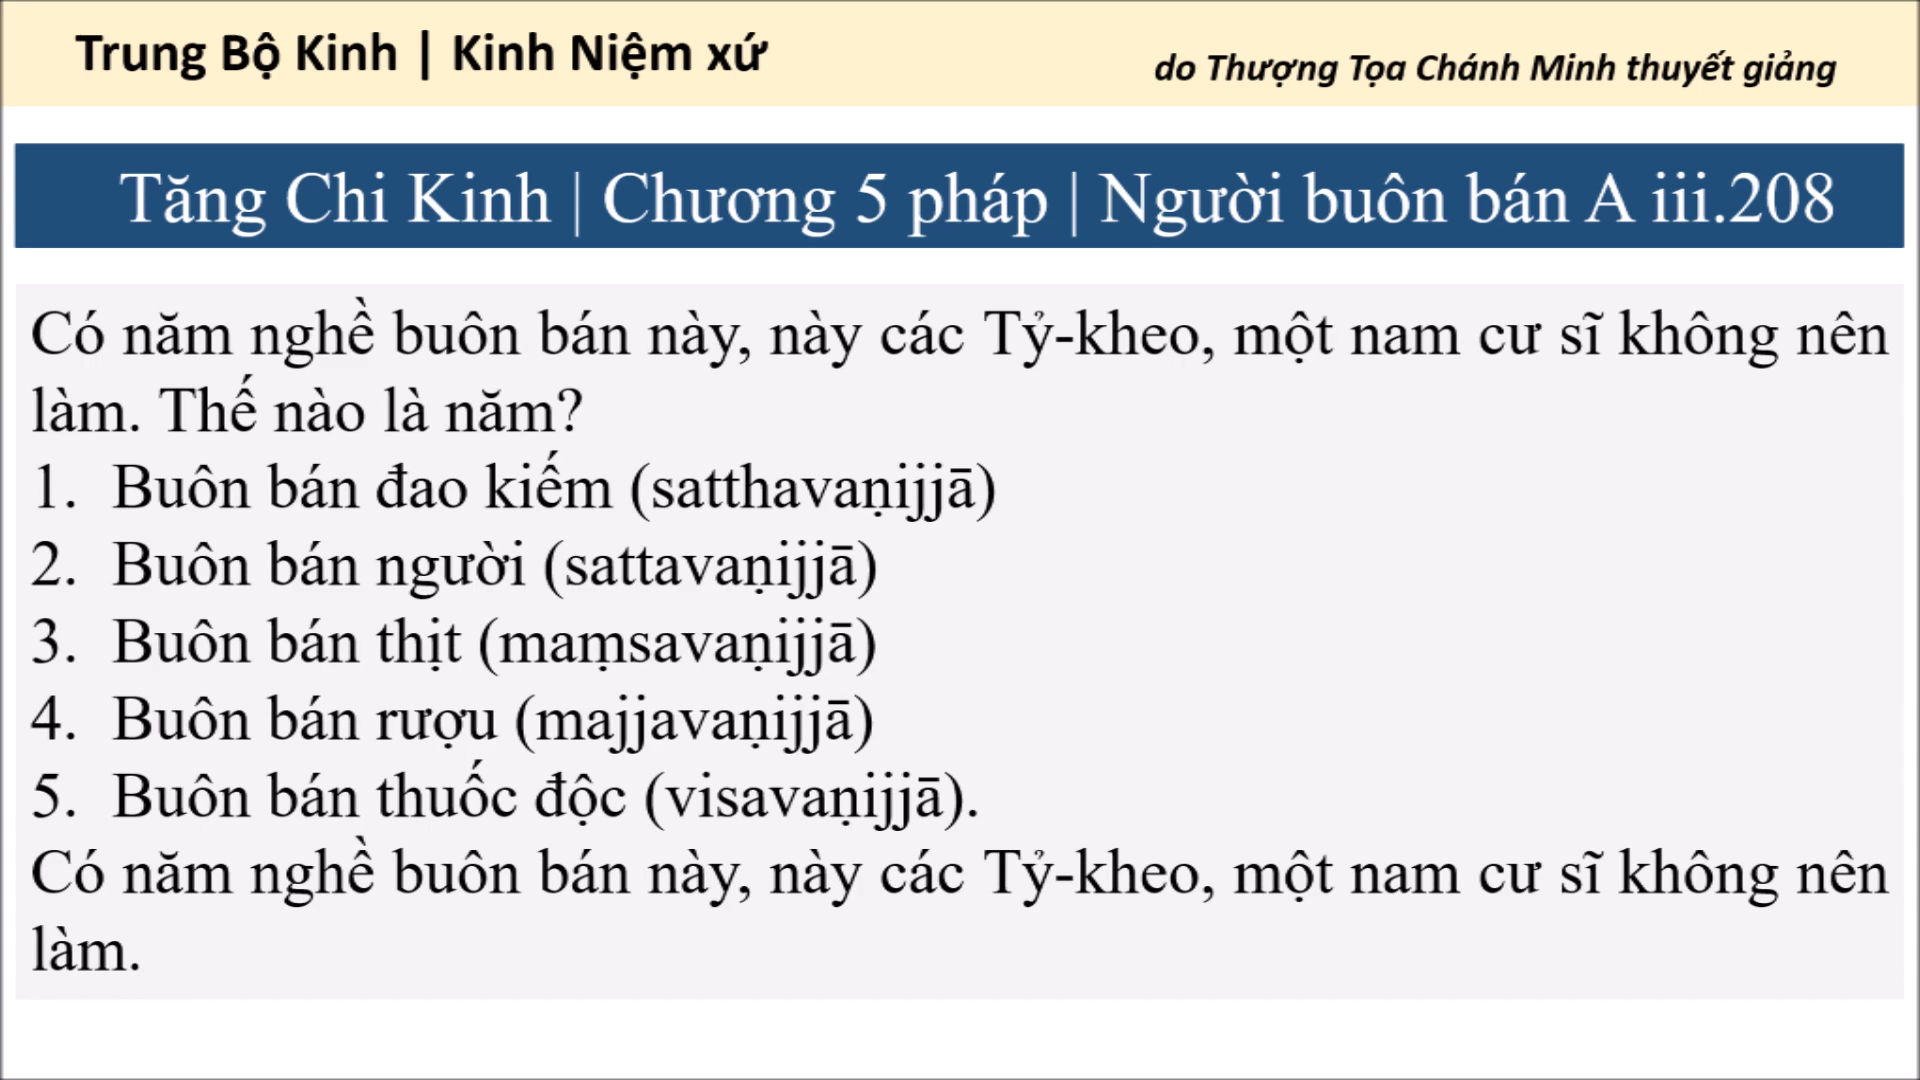 Trung Bộ Kinh | Kinh Niệm xứ
do Thượng Tọa Chánh Minh thuyết giảng
Tăng Chi Kinh | Chương 5 pháp | Người buôn bán A iii.208
Có năm nghề buôn bán này, này các Tỷ-kheo, một nam cư sĩ không nên
làm. Thế nào là năm?
1. Buôn bán đao kiếm (satthavaṇijjā)
2. Buôn bán người (sattavaṇijjā)
3. Buôn bán thịt (maṃsavaṇijjā)
4. Buôn bán rượu (majjavaṇijjā)
5. Buôn bán thuốc độc (visavaṇijjā).
Có năm nghề buôn bán này, này các Tỷ-kheo, một nam cư sĩ không nên
làm.